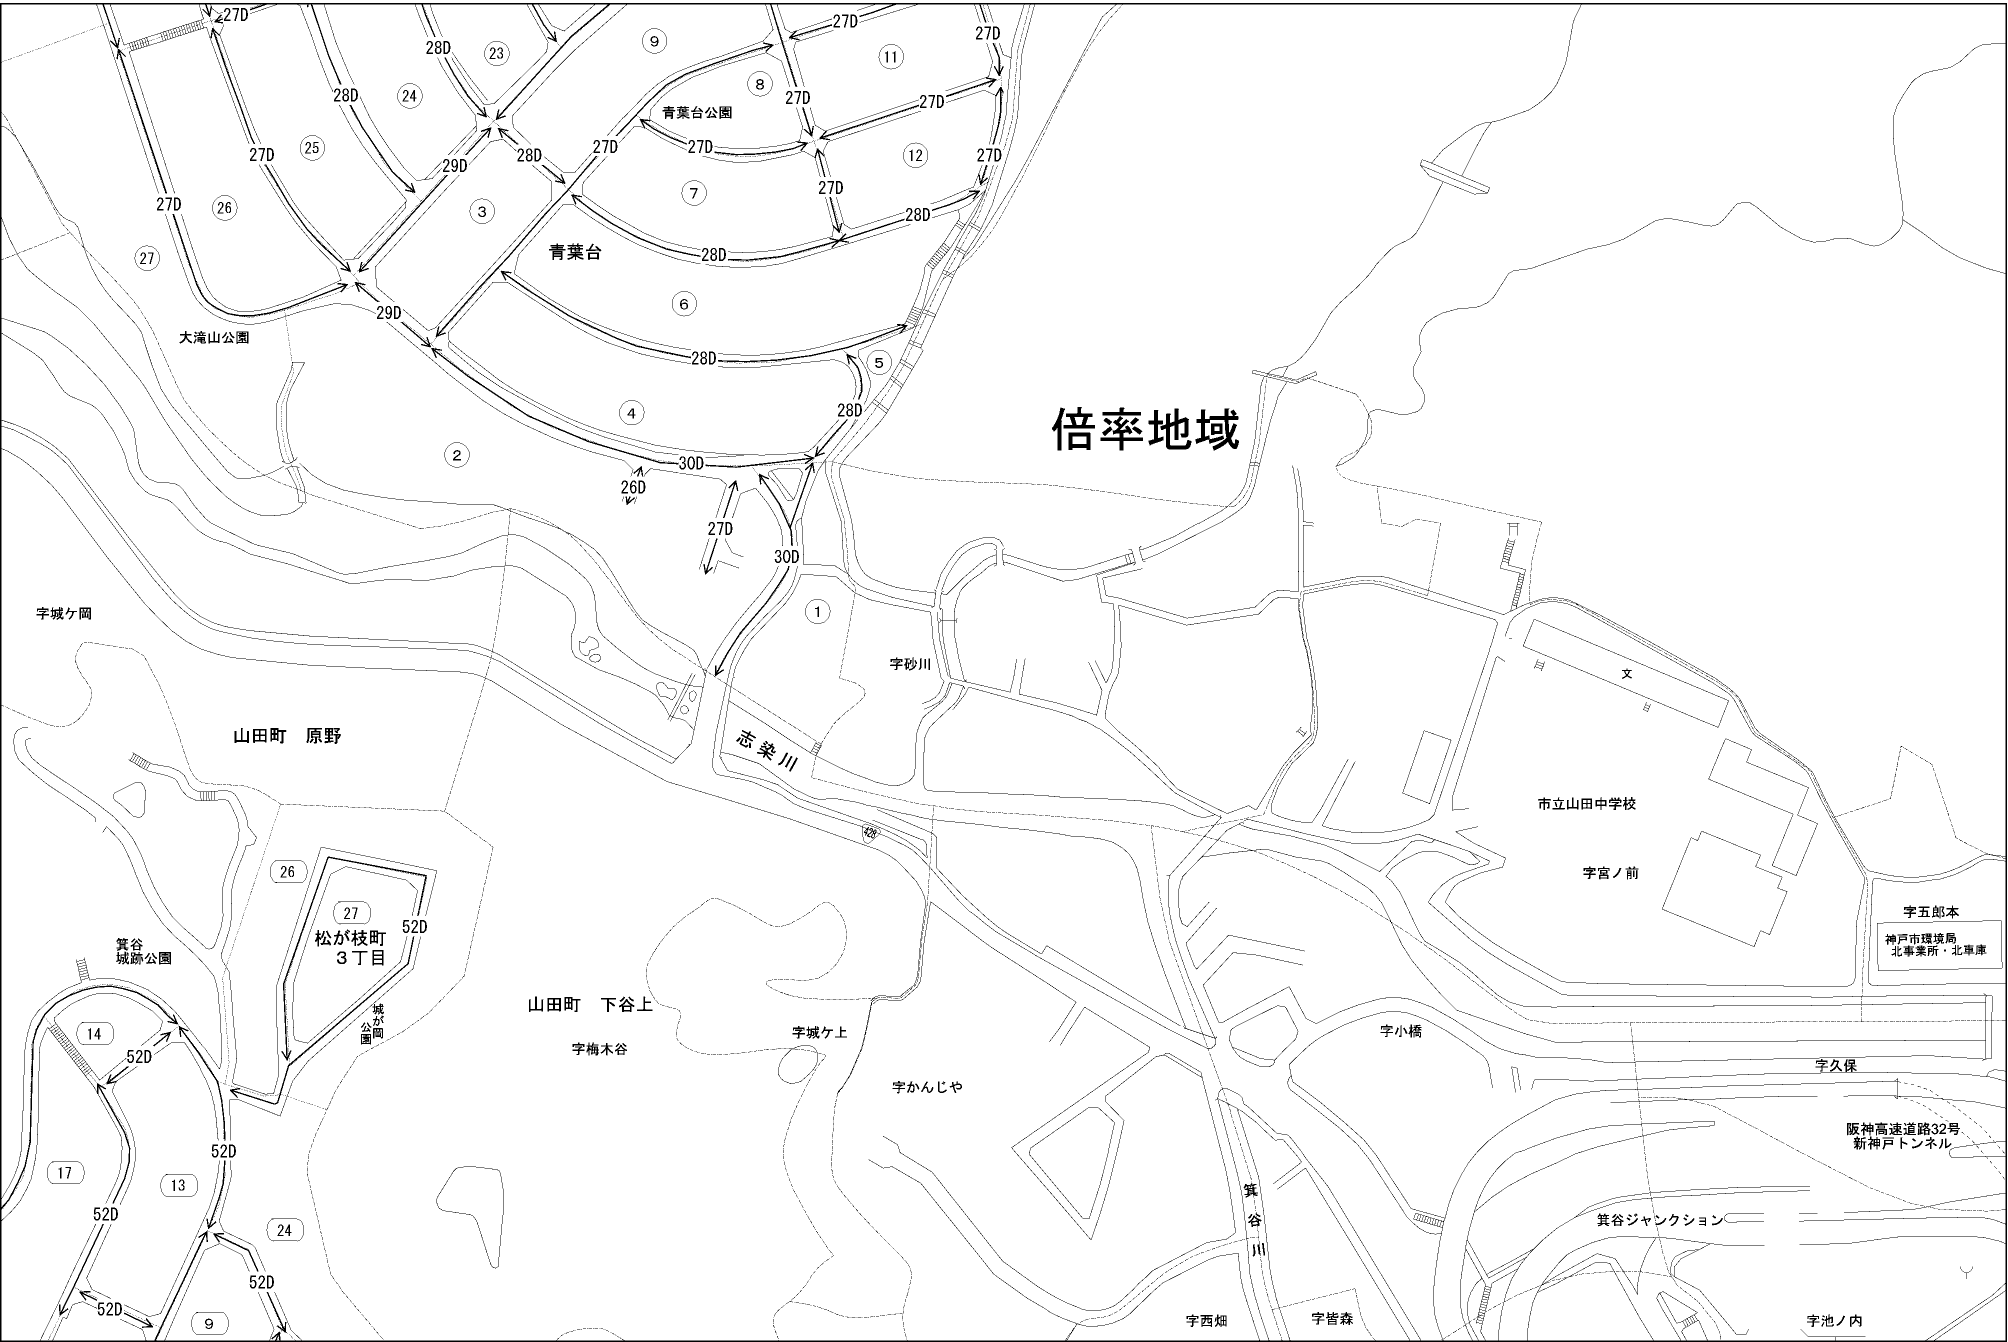 27D
28D
23
9
27D
27D
11
8
24
28D
27D
27D
青葉台公園
25
27D
29D
28D
27D
27D
12
27D
27D
26
3
7
27D
28D
27
青葉台
28D
6
29D
大滝山公園
28D
5
4
28D
倍率地域
2
30D
26D
27D
30D
1
字城ケ岡
字砂川
文
山田町 原野
志染川
市立山田中学校
428
26
字宮ノ前
27
松が枝町
3丁目
52D
字五郎本
神戸市環境局
北事業所・北車庫
箕谷
城跡公園
山田町 下谷上
城が岡
公園
14
52D
字梅木谷
字城ケ上
字小橋
字久保
字かんじや
阪神高速道路32号
新神戸トンネル
52D
17
13
箕谷川
52D
24
箕谷ジャンクション
52D
52D
9
字西畑
字皆森
字池ノ内